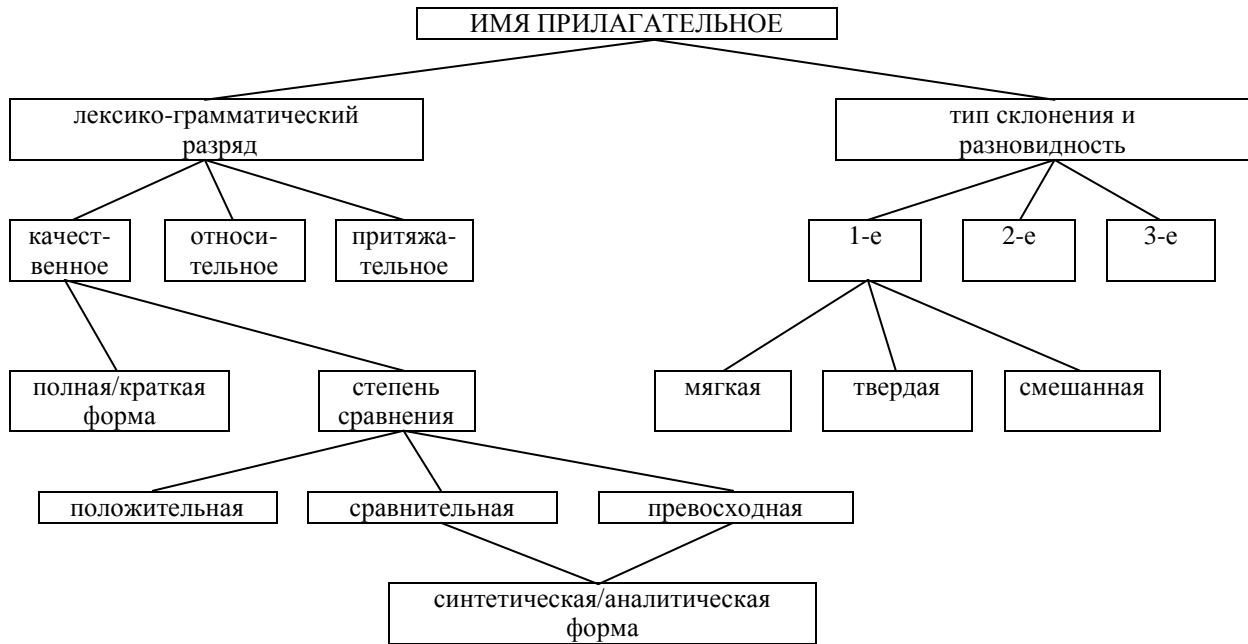 ИМЯ ПРИЛАГАТЕЛЬНОЕ
лексико-грамматический
разряд
тип склонения и
разновидность
качест-
венное
относи-
тельное
притяжа-
тельное
1-е
2-е
3-е
полная/краткая
форма
степень
сравнения
мягкая
твердая
смешанная
положительная
сравнительная
превосходная
синтетическая/аналитическая
форма